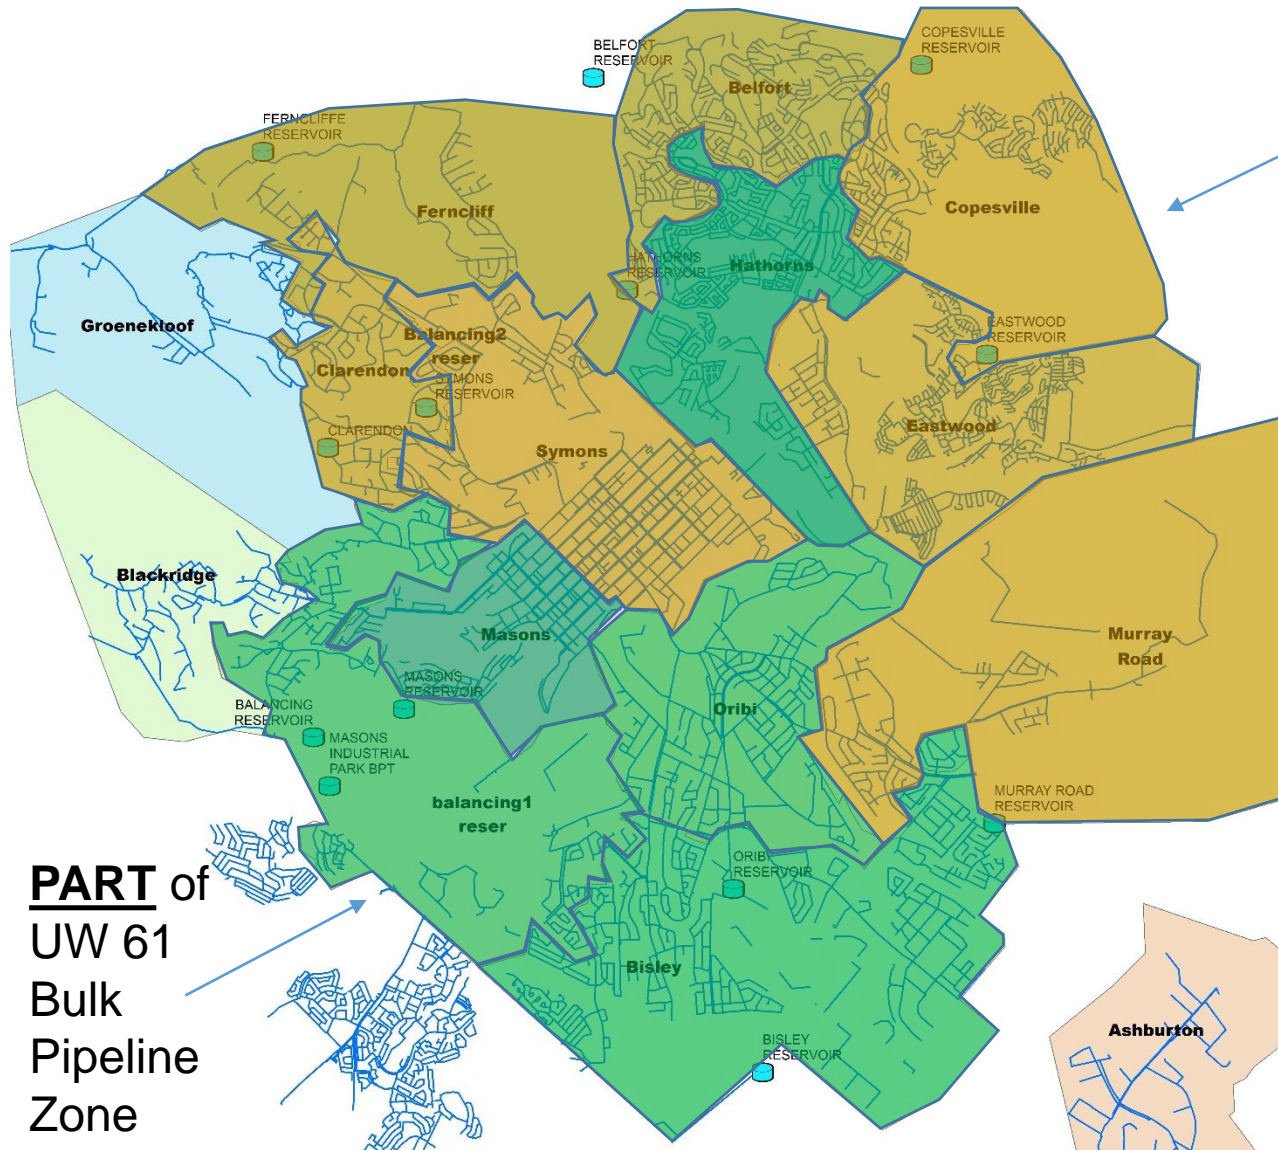 BELFORT
RESERVOIR
COPESVILLE
RESERVOIR
Belfort
FERNCLIFFE
RESERVOIR
Ferncliff
Copesville
HATHORNS
RESERVOIR
Hathorns
Groenekloof
Balancing2
reser
EASTWOOD
RESERVOIR
Clarendon
SYMONS
RESERVOIR
CLARENDON
Symons
Eastwood
Blackridge
Masons
Murray
Road
MASONS
RESERVOIR
BALANCING
RESERVOIR
Oribi
MASONS
INDUSTRIAL
PARK BPT
balancing1
reser
MURRAY ROAD
RESERVOIR
ORIBI
RESERVOIR
PART of
UW 61
Bulk
Pipeline
Zone
Bisley
BISLEY
RESERVOIR
Ashburton